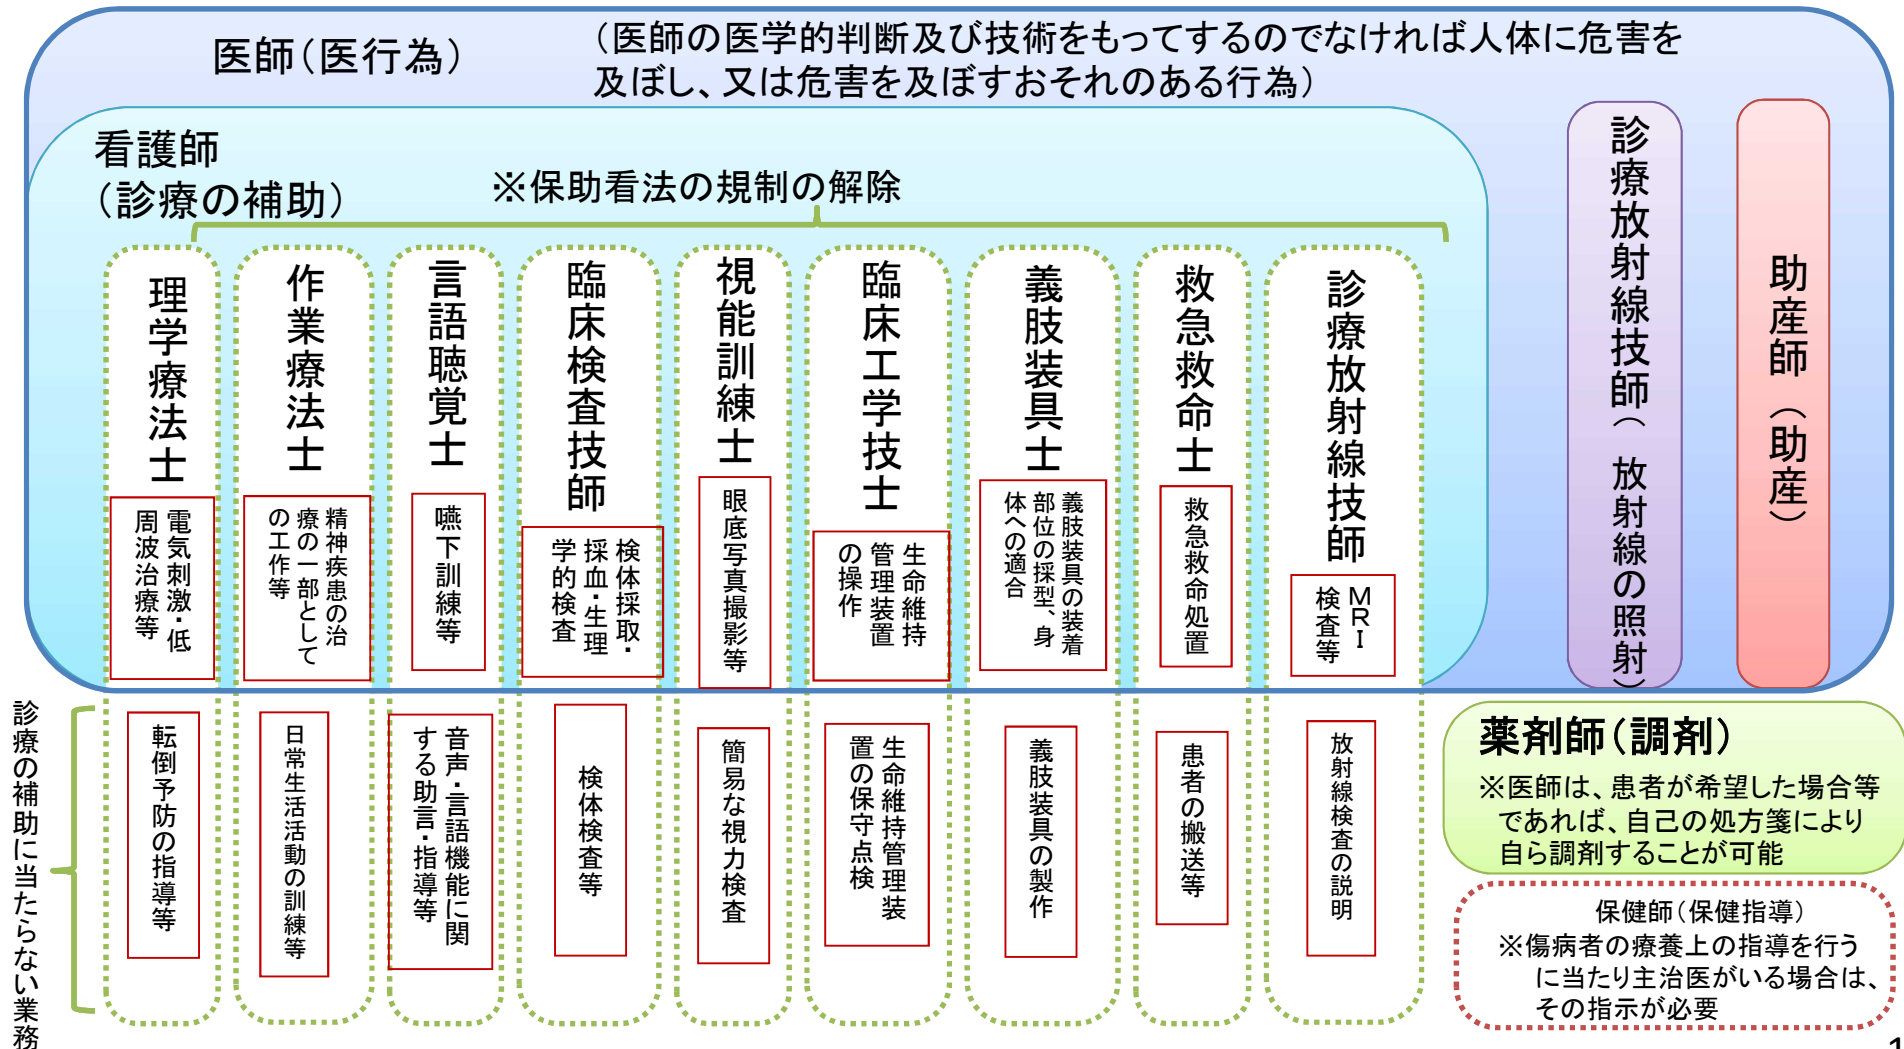 医師（医行為）
（医師の医学的判断及び技術をもってするのでなければ人体に危害を
及ぼし、又は危害を及ぼすおそれのある行為）
看護師
（診療の補助）
※保助看法の規制の解除
理学療法士
電気刺激・低
周波治療等
作業療法士
精神疾患の治
療の一部として
の工作等
言語聴覚士
嚥下訓練等
臨床検査技師
検体採取・
採血・生理
学的検査
視能訓練士
眼底写真撮影等
臨床工学技士
生命維持
管理装置
の操作
義肢装具士
義肢装具の装着
部位の採型、身
体への適合
救急救命士
救急救命処置
診療放射線技師
ＭＲＩ
検査等
診療放射線技師（放射線の照射）
助産師（助産）
診療の補助に当たらない業務
転倒予防の指導等
日常生活活動の訓練等
音声・言語機能に関
する助言・指導等
検体検査等
簡易な視力検査
生命維持管理装
置の保守点検
義肢装具の製作
患者の搬送等
放射線検査の説明
薬剤師（調剤）
※医師は、患者が希望した場合等
であれば、自己の処方箋により
自ら調剤することが可能
保健師（保健指導）
※傷病者の療養上の指導を行う
に当たり主治医がいる場合は、
その指示が必要
1